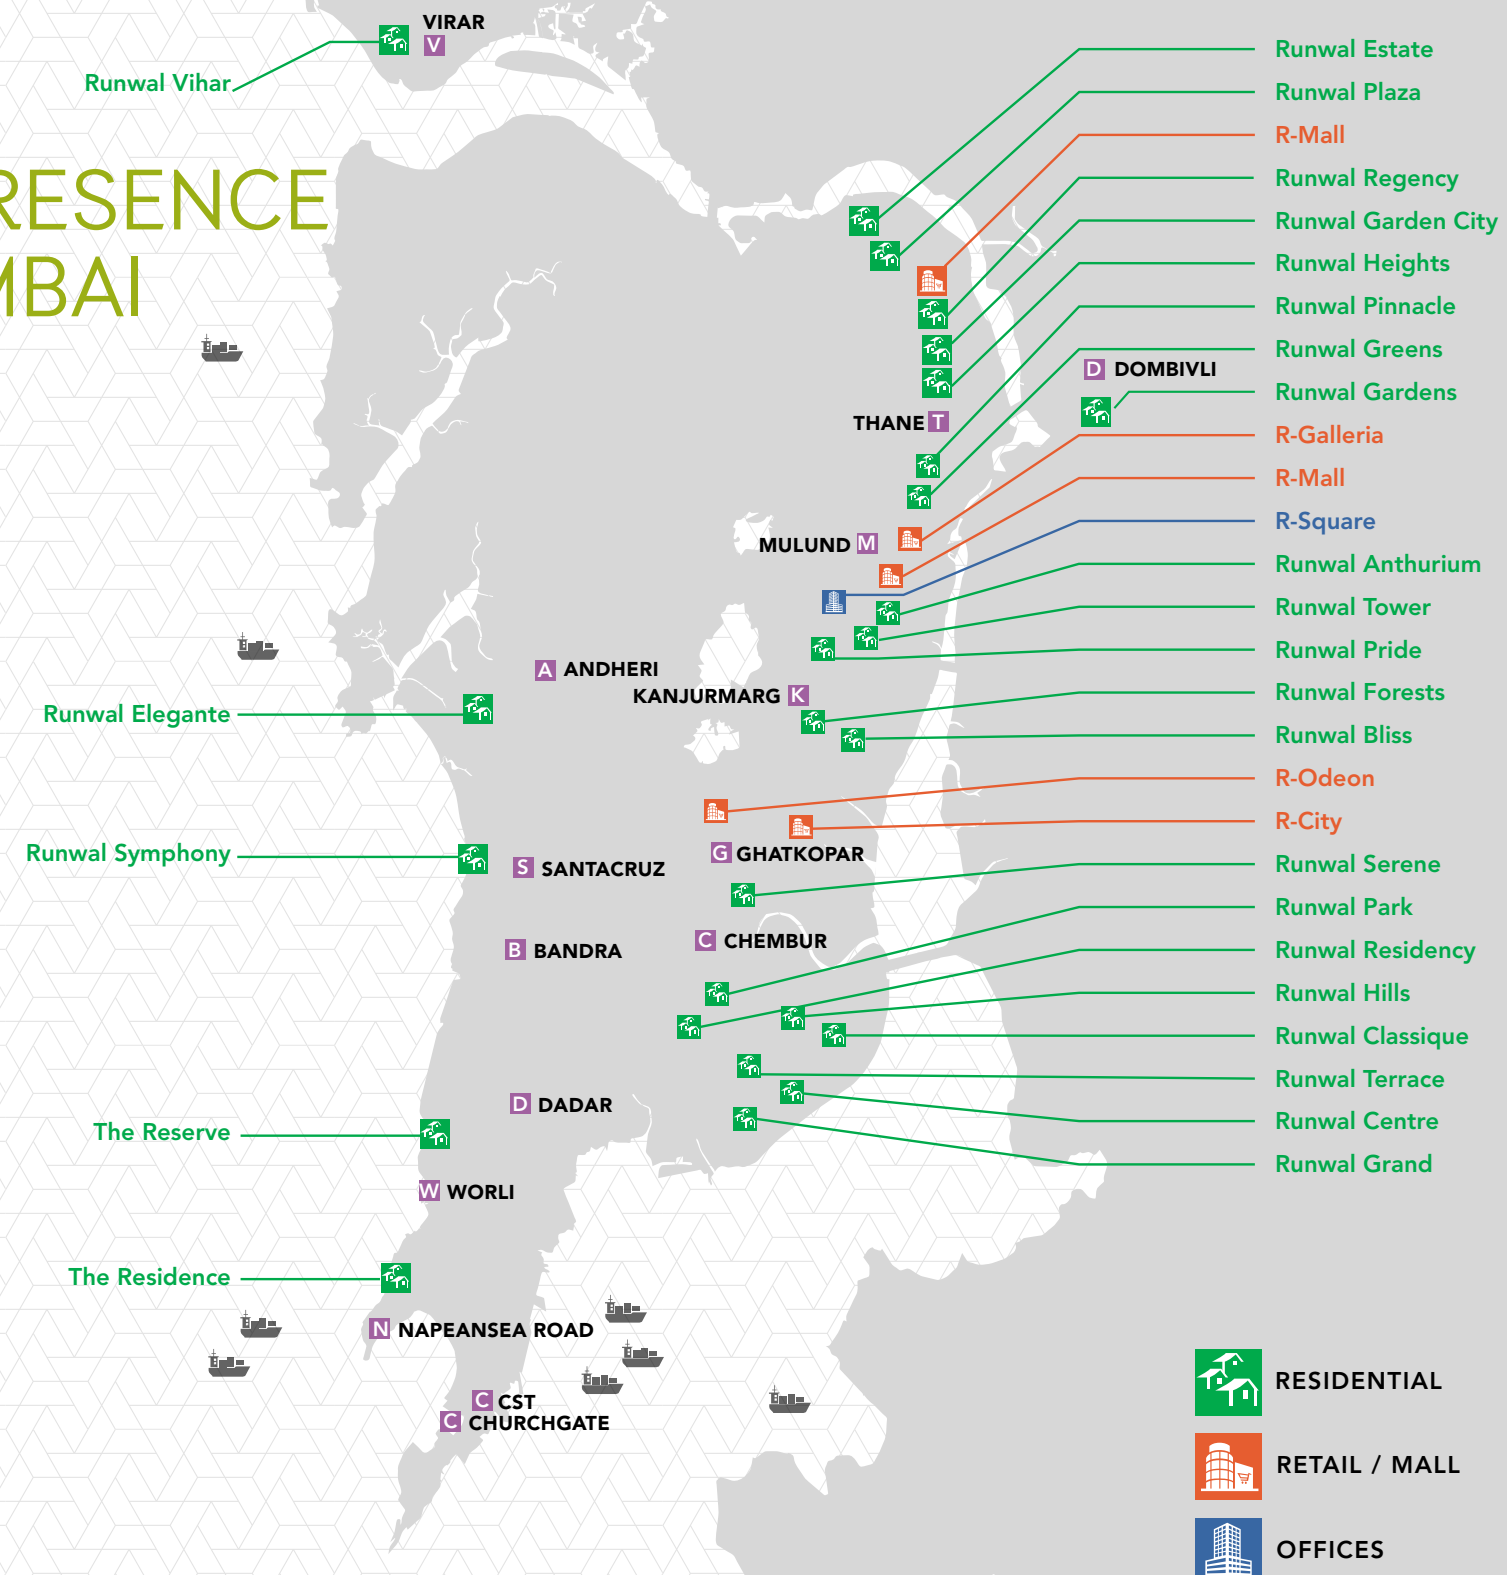 VIRAR
V
Runwal Vihar
RESENCE
MBAI
Runwal Estate
Runwal Plaza
R-Mall
Runwal Regency
Runwal Garden City
Runwal Heights
Runwal Pinnacle
Runwal Greens
D DOMBIVLI
Runwal Gardens
THANE T
R-Galleria
R-Mall
R-Square
MULUND M
Runwal Anthurium
Runwal Tower
Runwal Pride
A ANDHERI
KANJURMARG K
Runwal Forests
Runwal Elegante
Runwal Bliss
R-Odeon
R-City
Runwal Symphony
G GHATKOPAR
S SANTACRUZ
Runwal Serene
Runwal Park
C CHEMBUR
B BANDRA
Runwal Residency
Runwal Hills
Runwal Classique
Runwal Terrace
D DADAR
Runwal Centre
The Reserve
Runwal Grand
W WORLI
The Residence
N NAPEANSEA ROAD
C CST
C CHURCHGATE
RESIDENTIAL
RETAIL / MALL
OFFICES